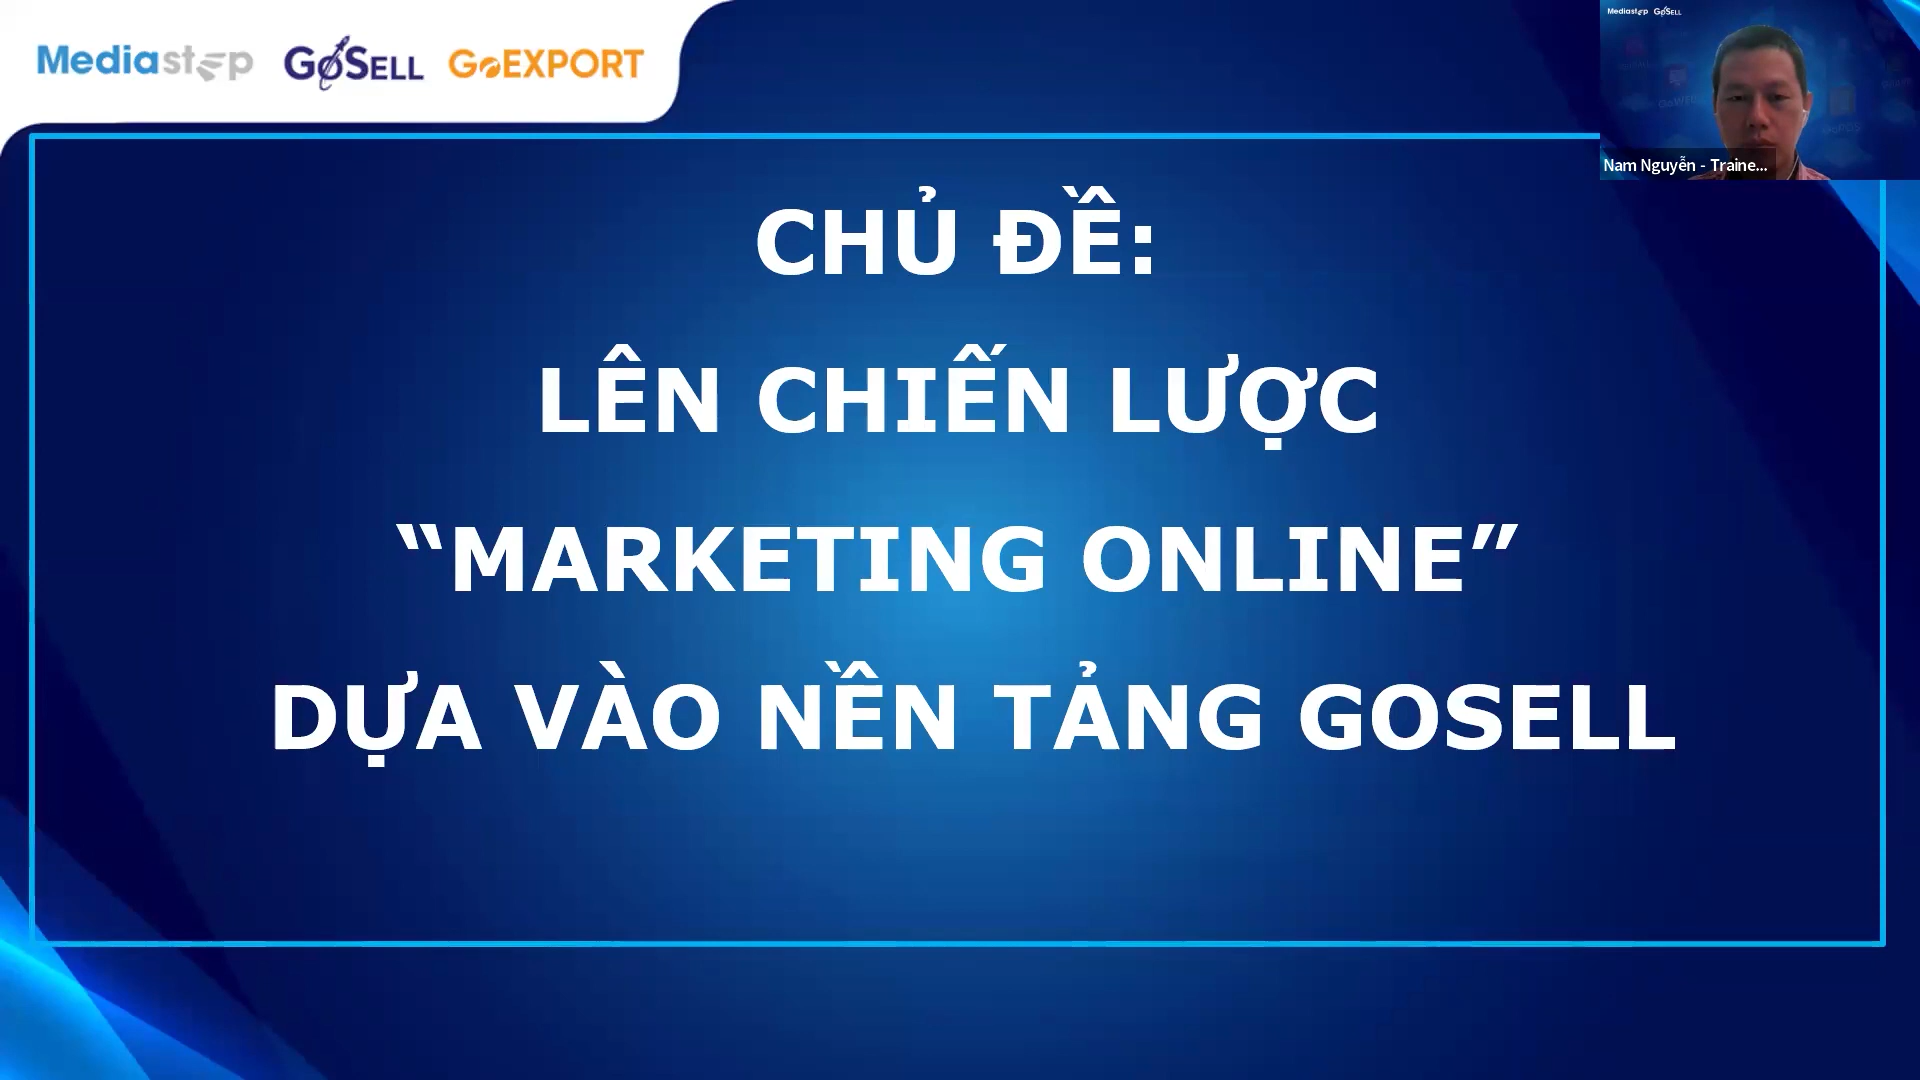 Mediastep GOSELL GOEXPORT
Mediastep GOSELL
Nam Nguyễn - Traine...
CHỦ ĐỀ:
LÊN CHIẾN LƯỢC
“MARKETING ONLINE”
DỰA VÀO NỀN TẢNG GOSELL